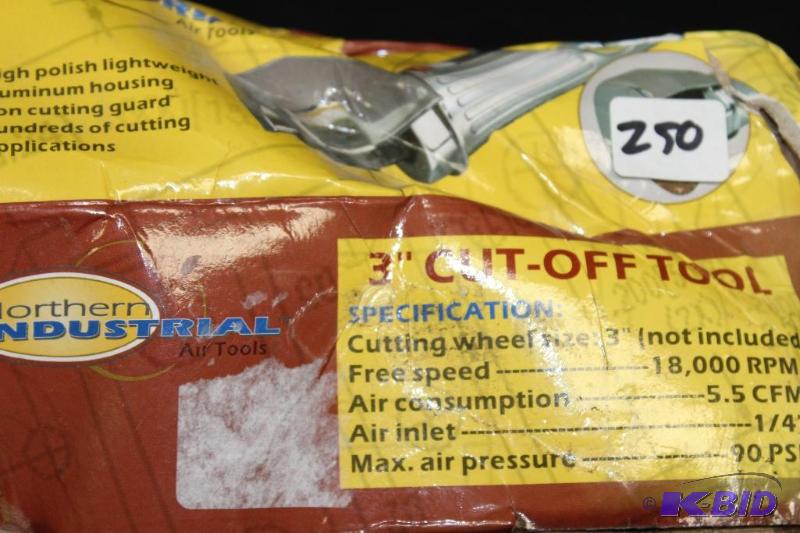 Air Tools
igh polish lightweight
uminum housing
on cutting guard
undreds of cutting
pplications
250
orthern
INDUSTRIAL
Air Tools
3" CUT-OFF TOOL
SPECIFICATION:
Cutting wheel size: 3" (not included
Free speed ---------------- 18,000 RPM
Air consumption ------------- 5.5 CFM
Air inlet ----------------------------- 1/4"
Max. air pressure ---------------- 90 PSI
© K-BID